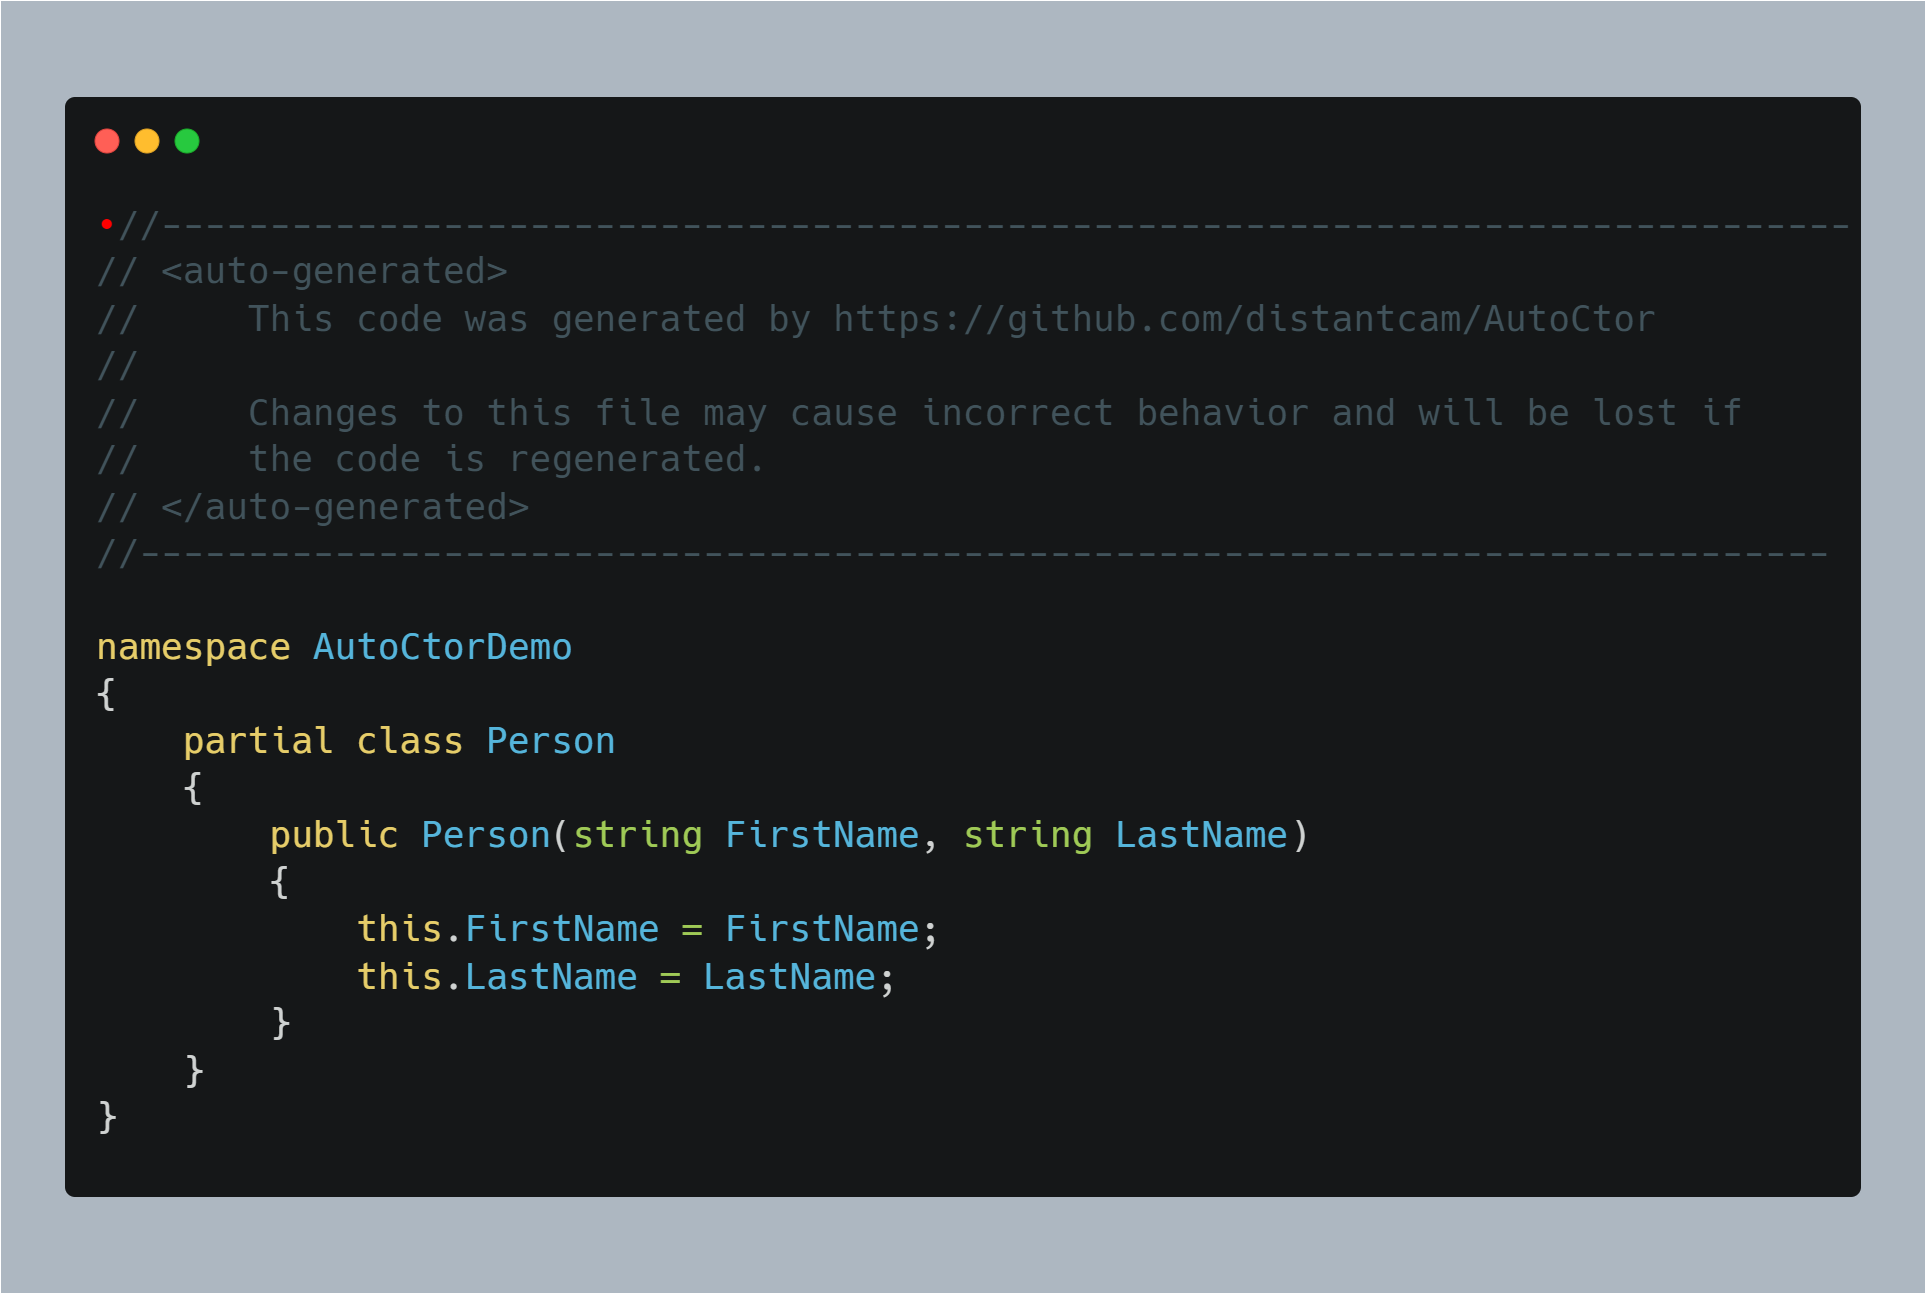 •//------------------------------------------------------------------------------
// <auto-generated>
//     This code was generated by https://github.com/distantcam/AutoCtor
//
//     Changes to this file may cause incorrect behavior and will be lost if
//     the code is regenerated.
// </auto-generated>
//------------------------------------------------------------------------------

namespace AutoCtorDemo
{
    partial class Person
    {
        public Person(string FirstName, string LastName)
        {
            this.FirstName = FirstName;
            this.LastName = LastName;
        }
    }
}